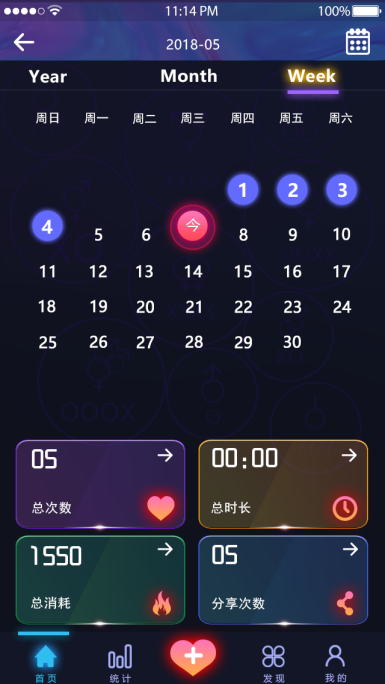 11:14 PM 100%
2018-05
Year Month Week
周日 周一 周二 周三 周四 周五 周六
1 2 3
4 5 6 今 8 9 10
11 12 13 14 15 16 17
18 19 20 21 22 23 24
25 26 27 28 29 30
05 00:00
总次数 总时长
1550 05
总消耗 分享次数
首页 统计 发现 我的